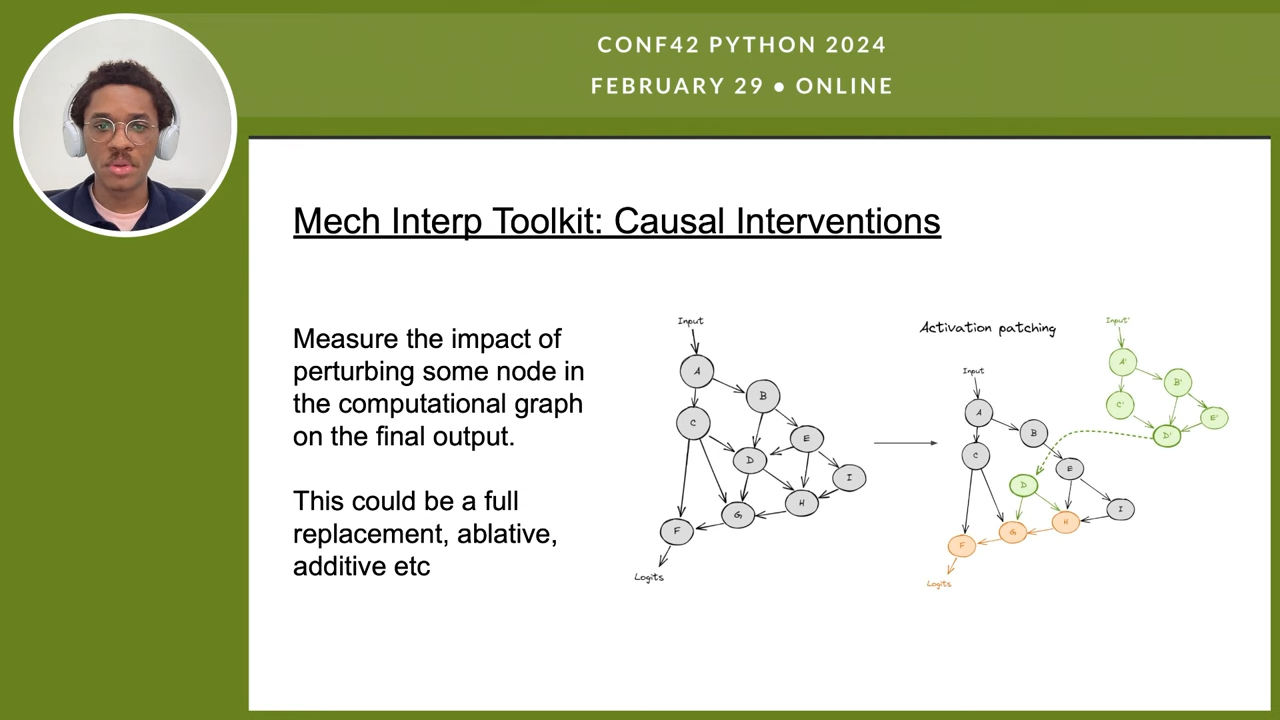 CONF42 PYTHON 2024
FEBRUARY 29 ● ONLINE
Mech Interp Toolkit: Causal Interventions
Measure the impact of
perturbing some node in
the computational graph
on the final output.
This could be a full
replacement, ablative,
additive etc
Input
A
B
C
E
D
I
H
G
F
Logits
Activation patching
Input'
A'
B'
C'
E'
D'
Input
A
B
C
E
D
I
H
G
F
Logits